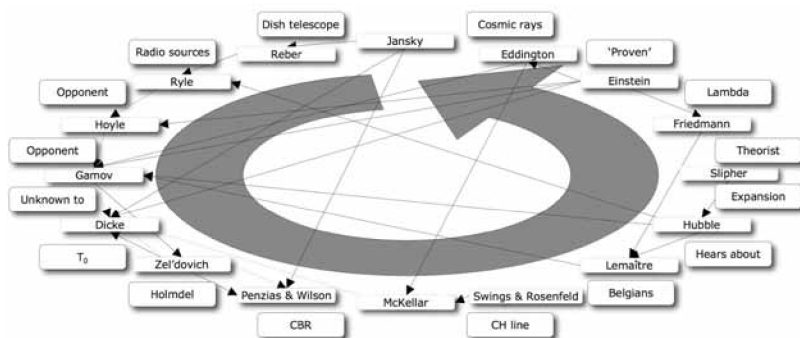 Dish telescope
Jansky
Cosmic rays
Radio sources
Reber
Eddington
'Proven'
Ryle
Einstein
Opponent
Lambda
Hoyle
Friedmann
Opponent
Theorist
Gamov
Slipher
Unknown to
Expansion
Dicke
Hubble
T₀
Zel'dovich
Lemaître
Hears about
Holmdel
Penzias & Wilson
McKellar
Swings & Rosenfeld
Belgians
CBR
CH line